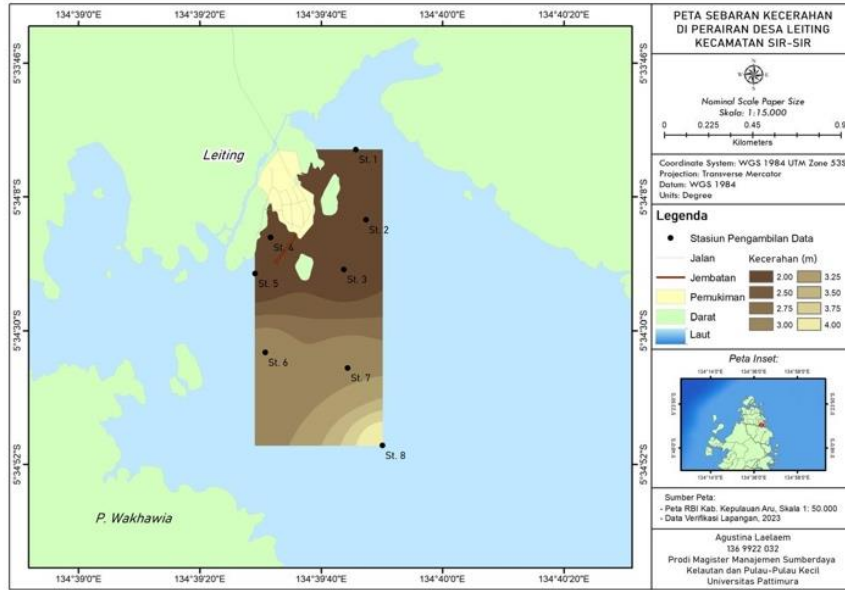 134°39'0"E 134°39'20"E 134°39'40"E 134°40'0"E 134°40'20"E
5°33'46"S
5°34'8"S
5°34'30"S
5°34'52"S
Leiting
St. 1
St. 2
St. 4
St. 3
St. 5
St. 6
St. 7
St. 8
P. Wakhawia
5°33'46"S
5°34'8"S
5°34'30"S
5°34'52"S
134°39'0"E 134°39'20"E 134°39'40"E 134°40'0"E 134°40'20"E
PETA SEBARAN KECERAHAN
DI PERAIRAN DESA LEITING
KECAMATAN SIR-SIR
Nominal Scale Paper Size
Skala: 1:15.000
0 0.225 0.45 0.9
Kilometers
Coordinate System: WGS 1984 UTM Zone 53S
Projection: Transverse Mercator
Datum: WGS 1984
Units: Degree
Legenda
Stasiun Pengambilan Data
Jalan
Jembatan
Pemukiman
Darat
Laut
Kecerahan (m)
2.00 3.25
2.50 3.50
2.75 3.75
3.00 4.00
Peta Inset:
Sumber Peta:
- Peta RBI Kab. Kepulauan Aru, Skala 1: 50.000
- Data Verifikasi Lapangan, 2023
Agustina Laelaem
136 9922 032
Prodi Magister Manajemen Sumberdaya
Kelautan dan Pulau-Pulau Kecil
Universitas Pattimura